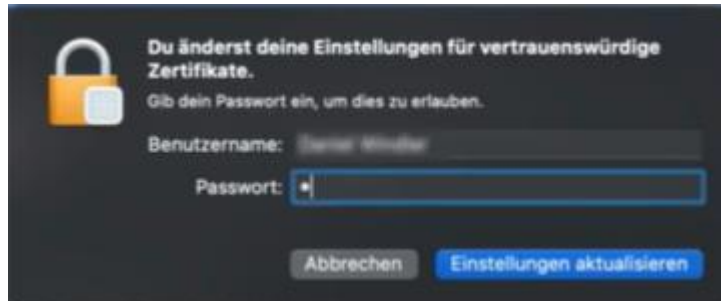 Du änderst deine Einstellungen für vertrauenswürdige
Zertifikate.
Gib dein Passwort ein, um dies zu erlauben.
Benutzername:
Passwort: •
Abbrechen Einstellungen aktualisieren